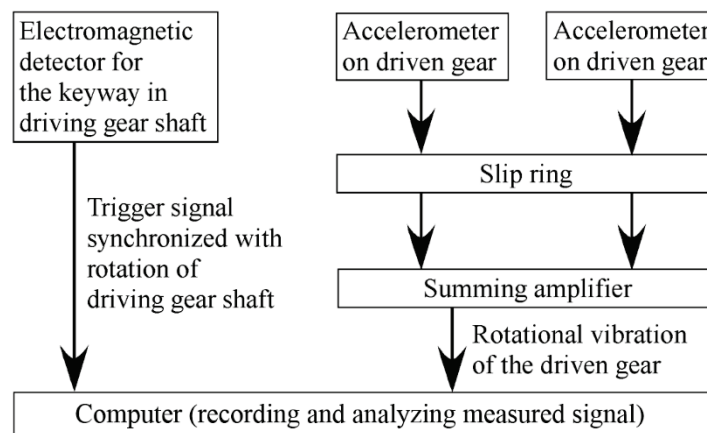 Electromagnetic
detector for
the keyway in
driving gear shaft
Accelerometer
on driven gear
Accelerometer
on driven gear
Slip ring
Trigger signal
synchronized with
rotation of
driving gear shaft
Summing amplifier
Rotational vibration
of the driven gear
Computer (recording and analyzing measured signal)